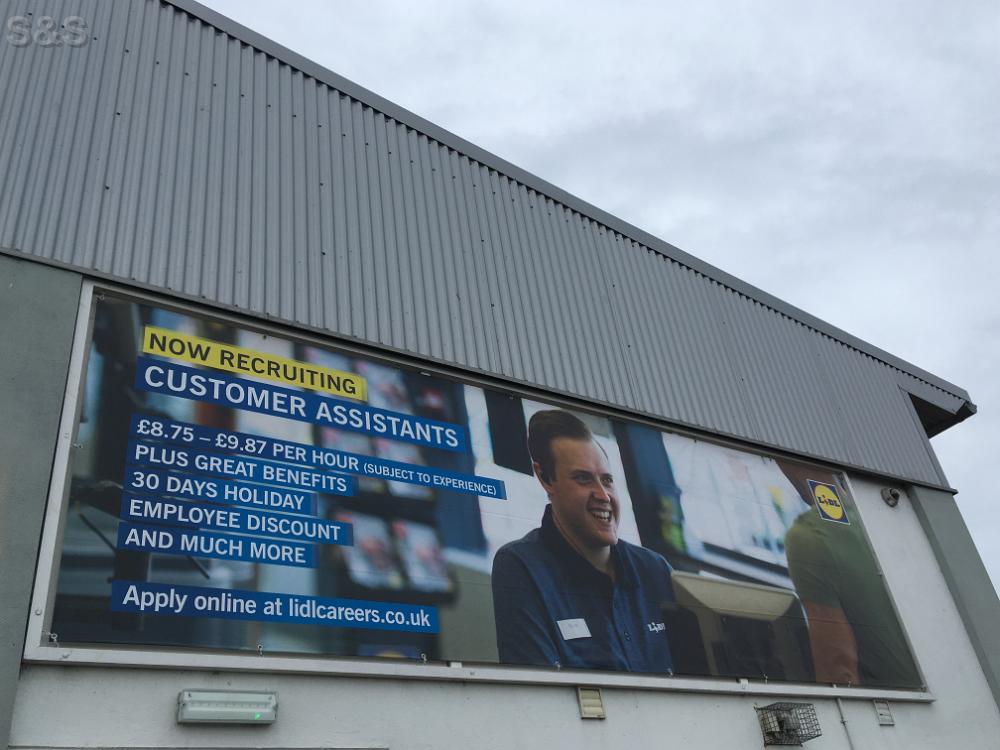 S&S
NOW RECRUITING
CUSTOMER ASSISTANTS
£8.75 – £9.87 PER HOUR (SUBJECT TO EXPERIENCE)
PLUS GREAT BENEFITS
30 DAYS HOLIDAY
EMPLOYEE DISCOUNT
AND MUCH MORE
Apply online at lidlcareers.co.uk
LIDL
LIDL